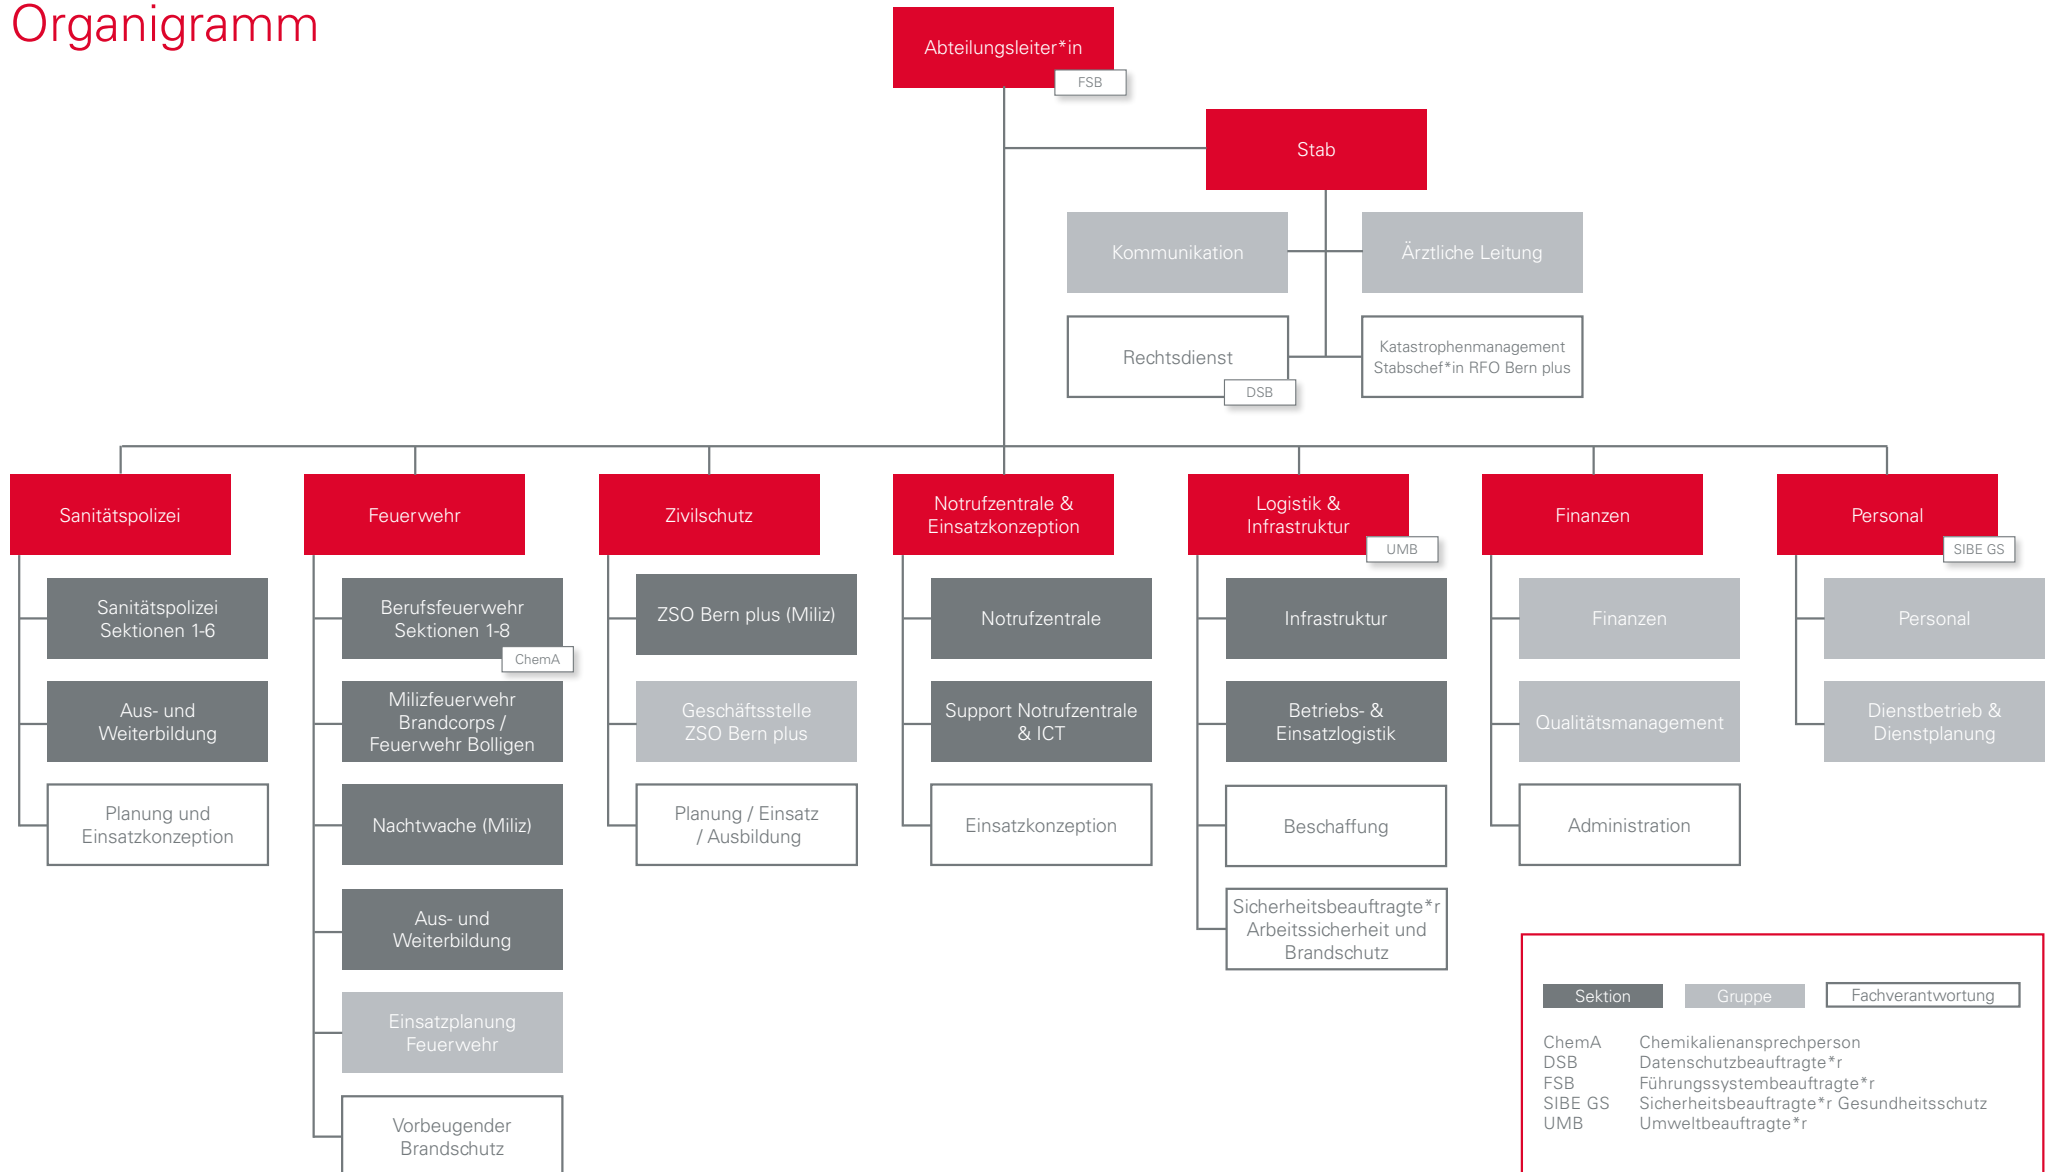 Organigramm
Abteilungsleiter*in
FSB
Stab
Kommunikation
Ärztliche Leitung
Rechtsdienst
DSB
Katastrophenmanagement
Stabschef*in RFO Bern plus
Sanitätspolizei
Sanitätspolizei
Sektionen 1-6
Aus- und
Weiterbildung
Planung und
Einsatzkonzeption
Feuerwehr
Berufsfeuerwehr
Sektionen 1-8
ChemA
Milizfeuerwehr
Brandcorps /
Feuerwehr Bolligen
Nachtwache (Miliz)
Aus- und
Weiterbildung
Einsatzplanung
Feuerwehr
Vorbeugender
Brandschutz
Zivilschutz
ZSO Bern plus (Miliz)
Geschäftsstelle
ZSO Bern plus
Planung / Einsatz
/ Ausbildung
Notrufzentrale &
Einsatzkonzeption
Notrufzentrale
Support Notrufzentrale
& ICT
Einsatzkonzeption
Logistik &
Infrastruktur
UMB
Infrastruktur
Betriebs- &
Einsatzlogistik
Beschaffung
Sicherheitsbeauftragte*r
Arbeitssicherheit und
Brandschutz
Finanzen
Finanzen
Qualitätsmanagement
Administration
Personal
SIBE GS
Personal
Dienstbetrieb &
Dienstplanung
Sektion
Gruppe
Fachverantwortung
ChemA Chemikalienansprechperson
DSB Datenschutzbeauftragte*r
FSB Führungssystembeauftragte*r
SIBE GS Sicherheitsbeauftragte*r Gesundheitsschutz
UMB Umweltbeauftragte*r